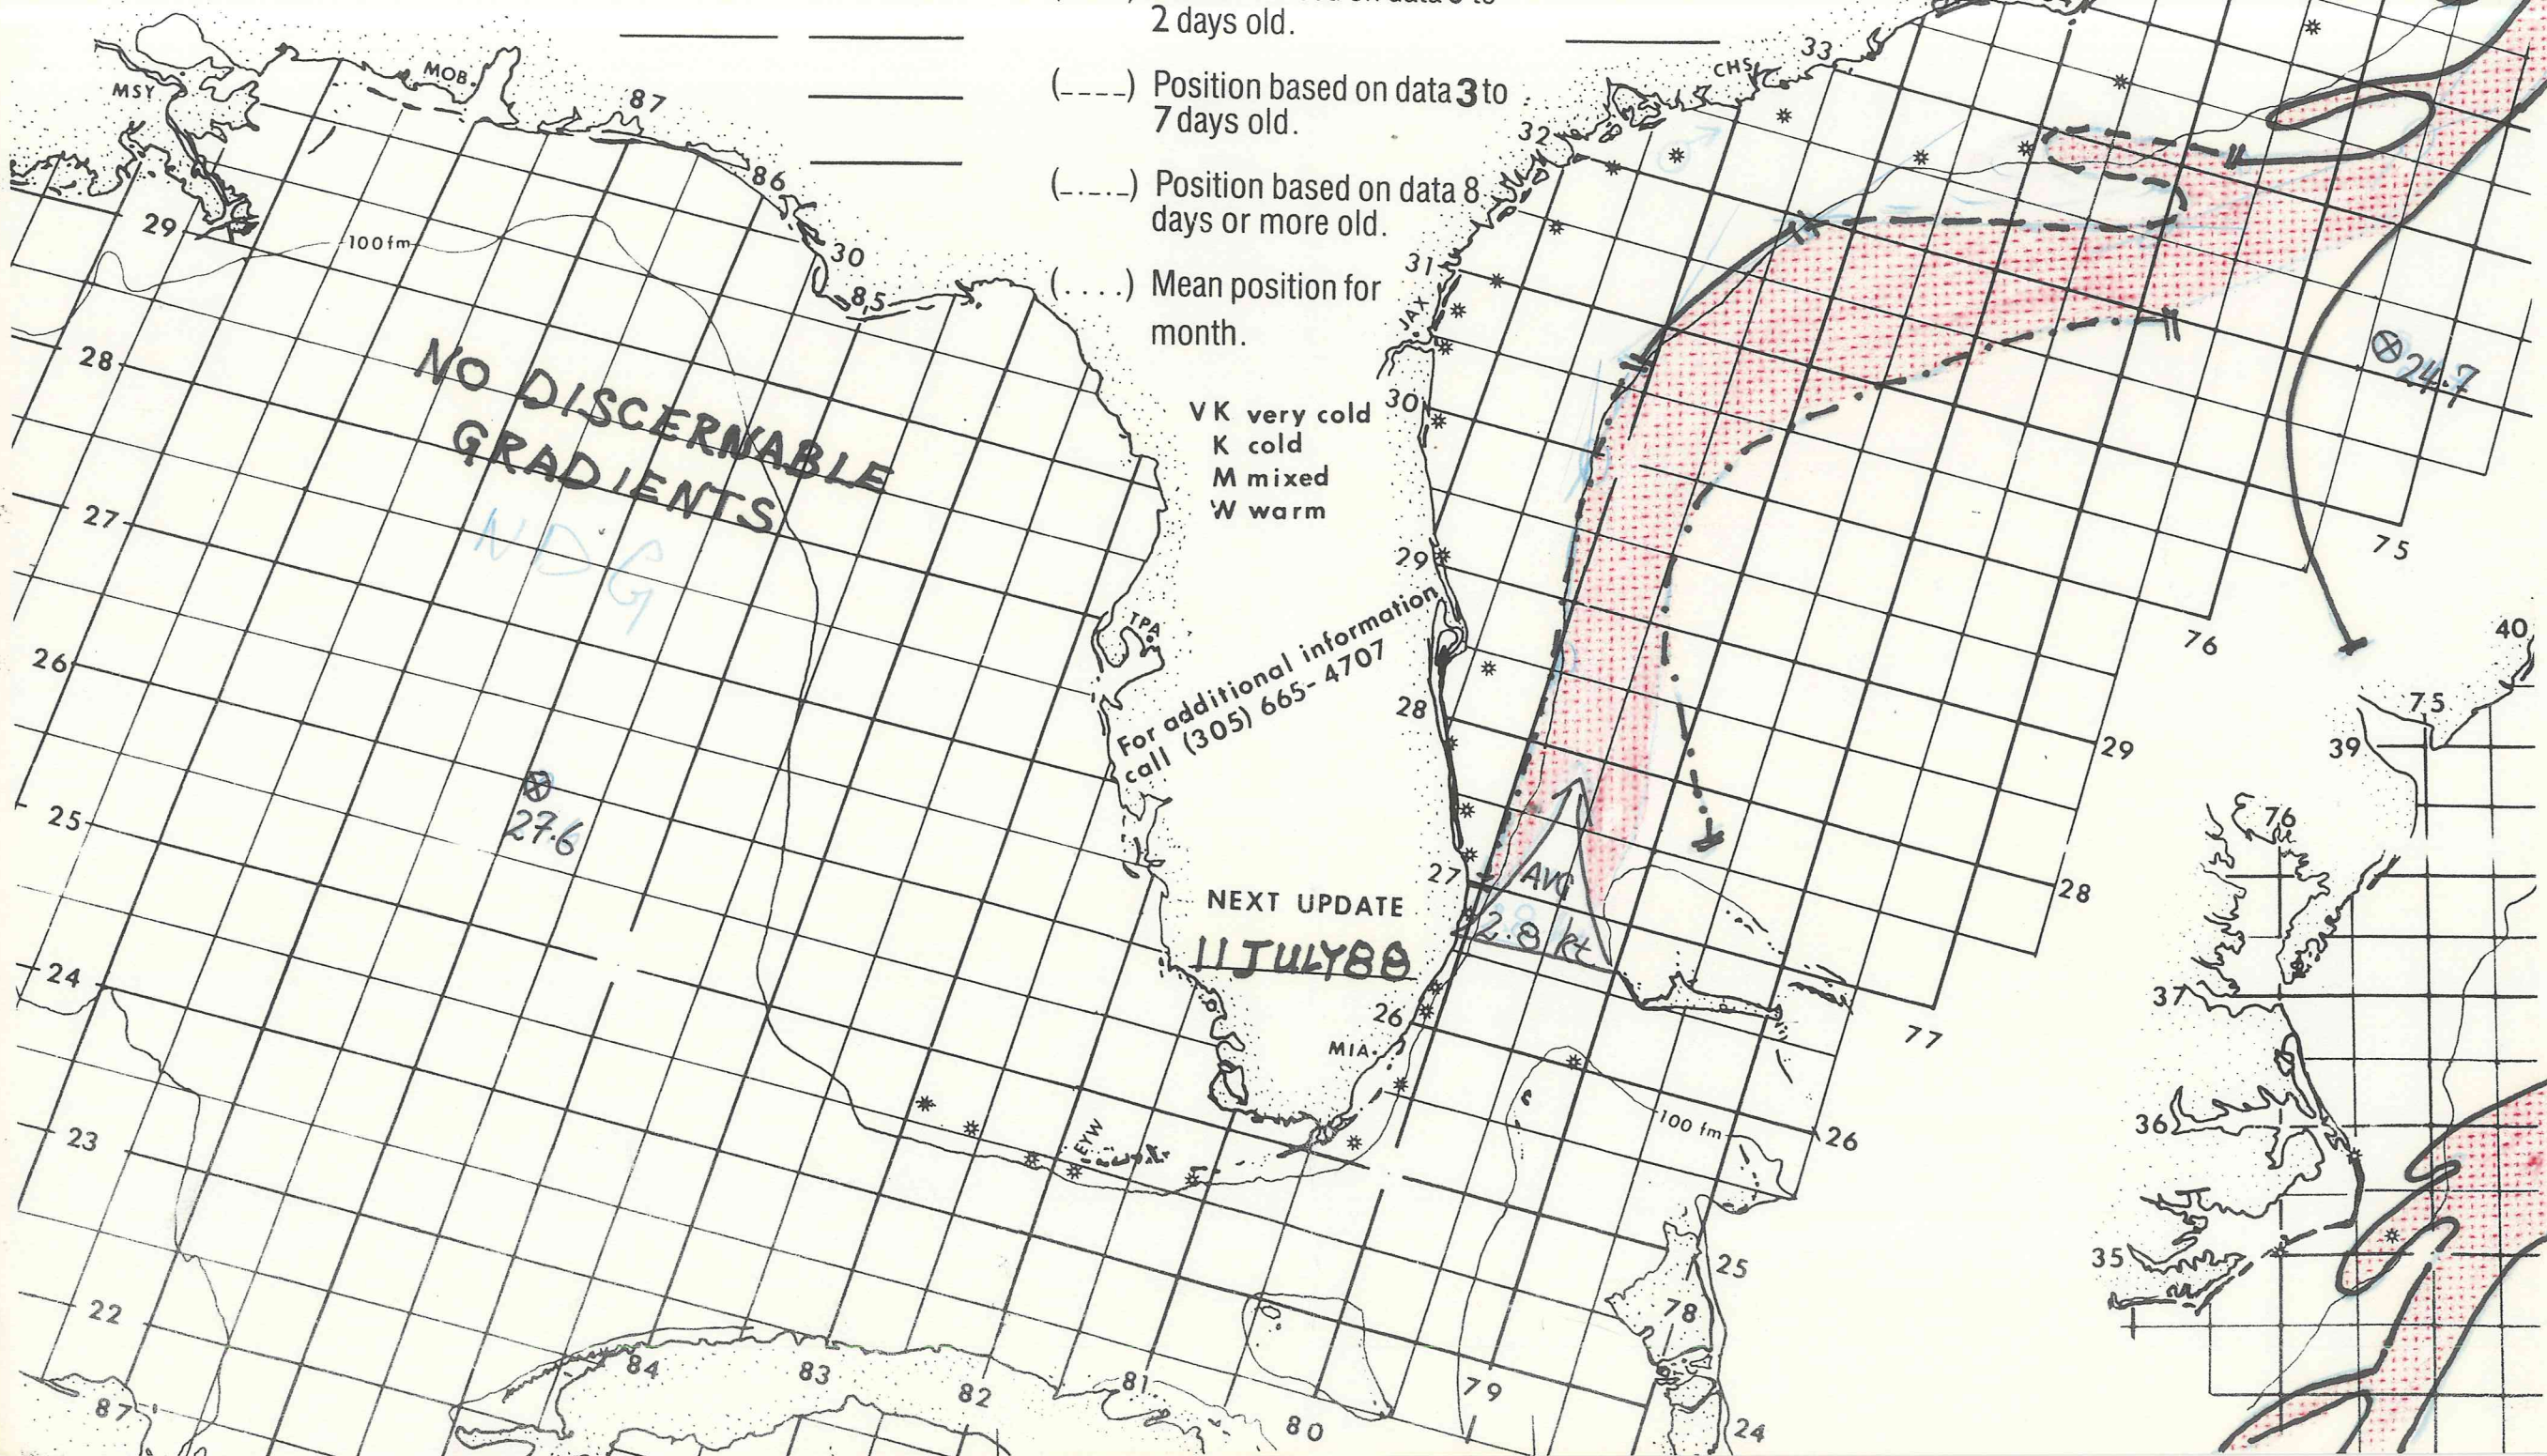 2 days old.
(----) Position based on data 3 to
7 days old.
(_._._) Position based on data 8
days or more old.
(....) Mean position for
month.
VK very cold
K cold
M mixed
W warm
For additional information
call (305) 665-4707
NEXT UPDATE
11 JULY 88
NO DISCERNABLE
GRADIENTS
NDG
27.6
24.7
AVG
2.8 kt
MSY
MOB
TPA
EYW
MIA
JAX
CHS
100 fm
100 fm
87
86
30
85
29
28
27
26
25
24
23
22
87
84
83
82
81
80
79
78
33
32
31
30
29
28
27
26
75
76
29
28
77
26
25
24
40
75
39
76
37
36
35